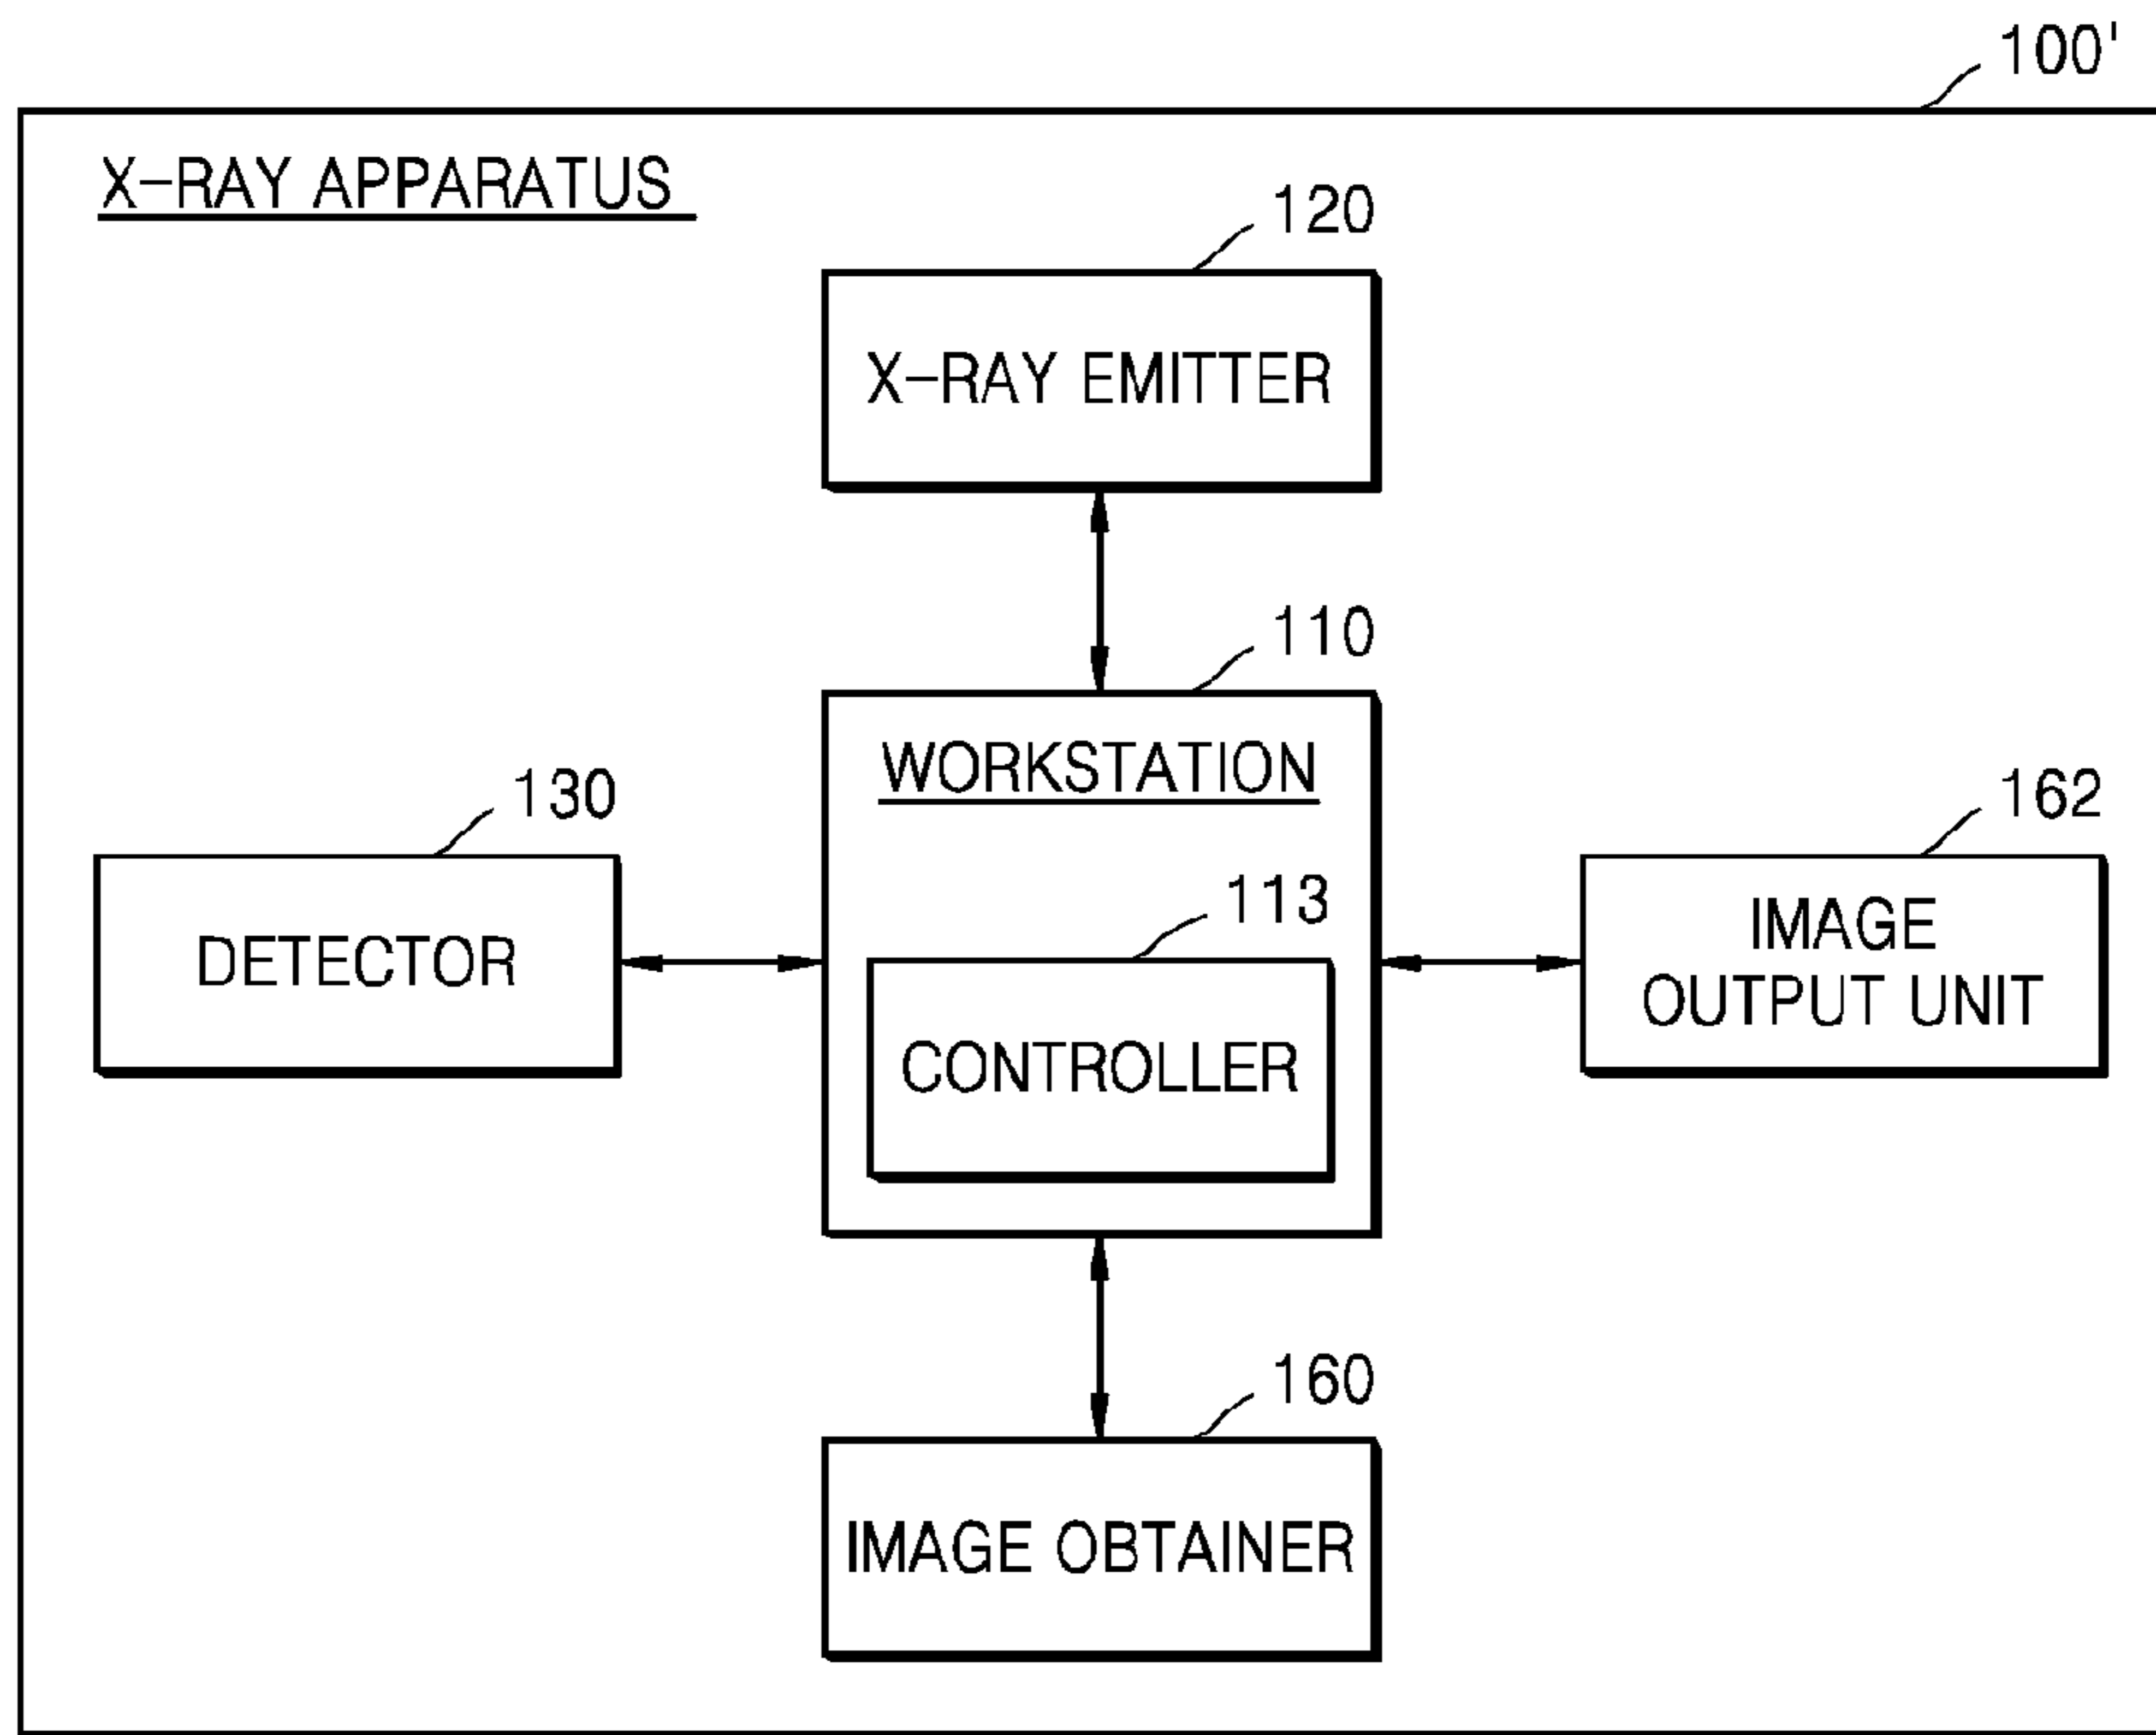 100'
X-RAY APPARATUS
120
X-RAY EMITTER
110
WORKSTATION
130
162
113
DETECTOR
IMAGE
OUTPUT UNIT
CONTROLLER
160
IMAGE OBTAINER